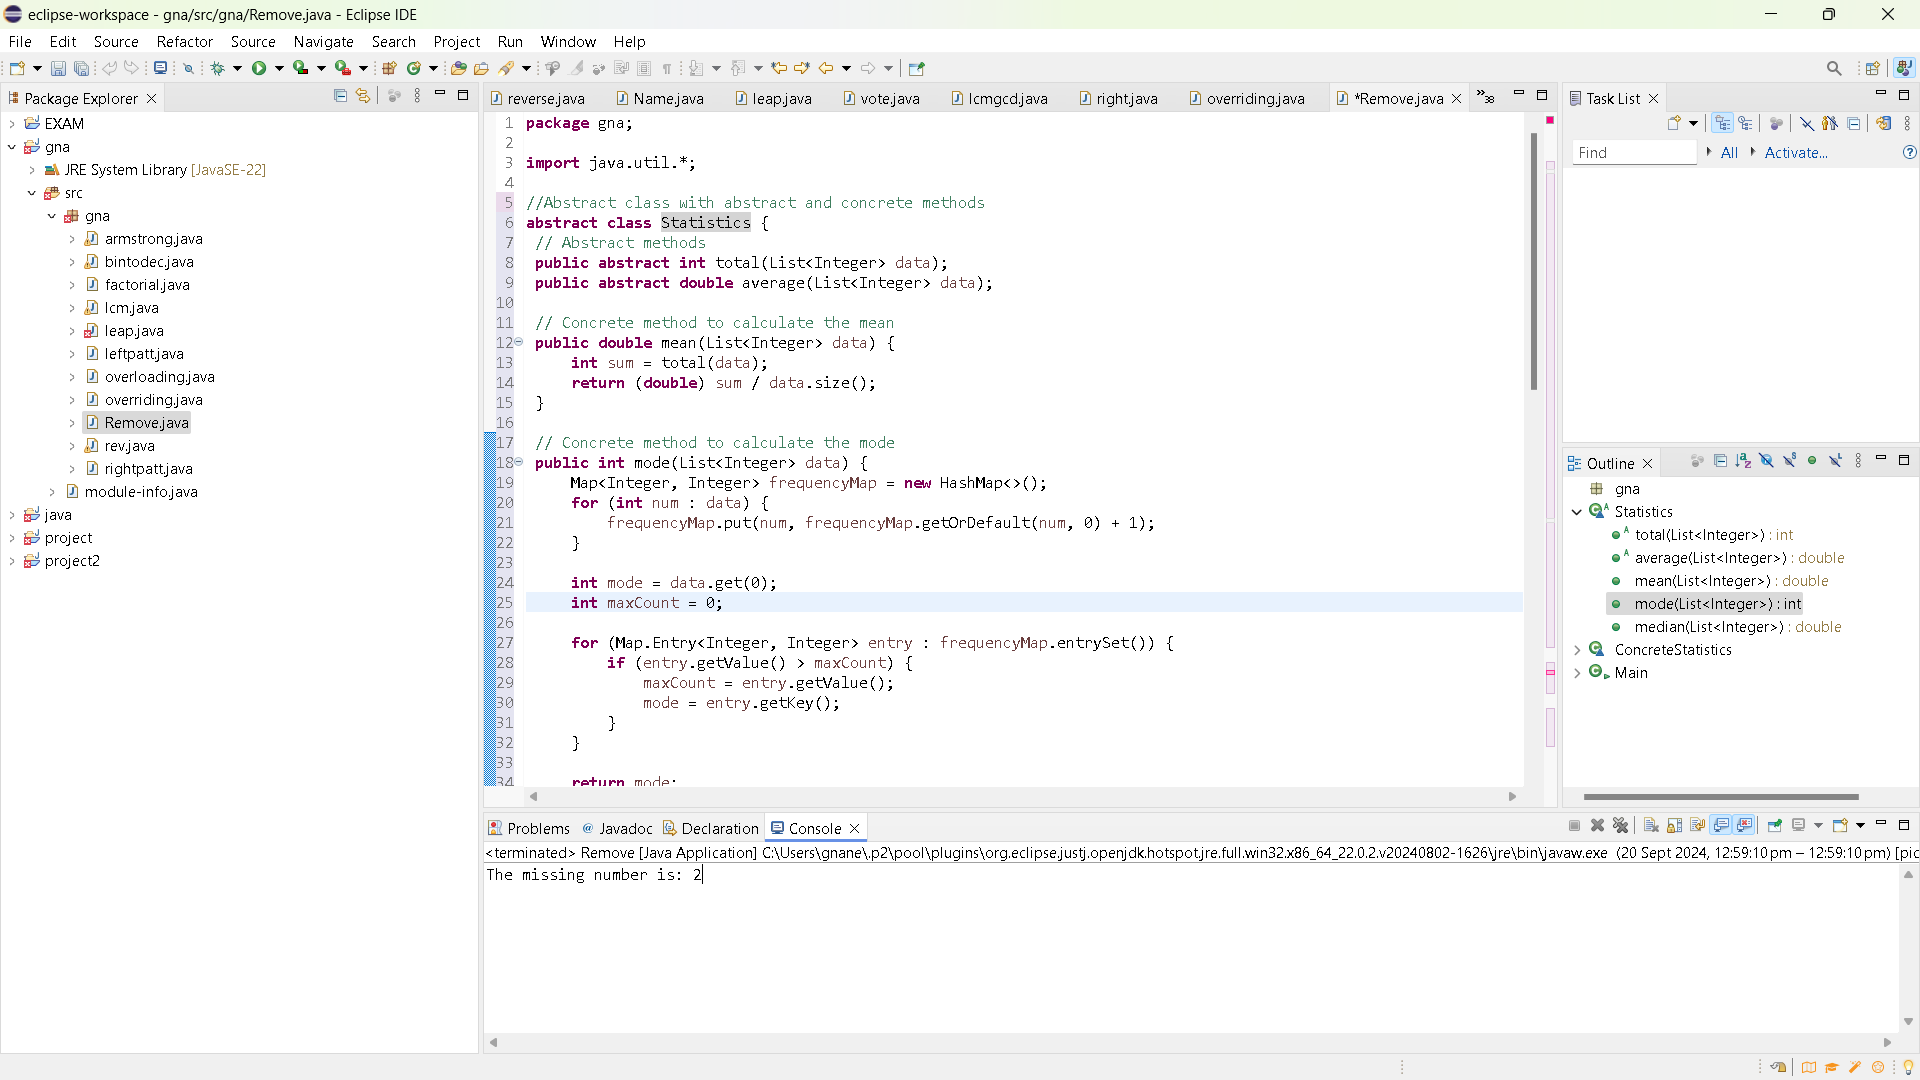 eclipse-workspace - gna/src/gna/Remove.java - Eclipse IDE
File Edit Source Refactor Source Navigate Search Project Run Window Help
Package Explorer
EXAM
gna
JRE System Library [JavaSE-22]
src
gna
armstrong.java
bintodec.java
factorial.java
lcm.java
leap.java
leftpatt.java
overloading.java
overriding.java
Remove.java
rev.java
rightpatt.java
module-info.java
java
project
project2
reverse.java Name.java leap.java vote.java lcmgcd.java right.java overriding.java *Remove.java »38
1 package gna;
2
3 import java.util.*;
4
5 //Abstract class with abstract and concrete methods
6 abstract class Statistics {
7 // Abstract methods
8 public abstract int total(List<Integer> data);
9 public abstract double average(List<Integer> data);
10
11 // Concrete method to calculate the mean
12 public double mean(List<Integer> data) {
13 int sum = total(data);
14 return (double) sum / data.size();
15 }
16
17 // Concrete method to calculate the mode
18 public int mode(List<Integer> data) {
19 Map<Integer, Integer> frequencyMap = new HashMap<>();
20 for (int num : data) {
21 frequencyMap.put(num, frequencyMap.getOrDefault(num, 0) + 1);
22 }
23
24 int mode = data.get(0);
25 int maxCount = 0;
26
27 for (Map.Entry<Integer, Integer> entry : frequencyMap.entrySet()) {
28 if (entry.getValue() > maxCount) {
29 maxCount = entry.getValue();
30 mode = entry.getKey();
31 }
32 }
33
34 return mode;
Task List
Find All Activate...
Outline
gna
Statistics
total(List<Integer>) : int
average(List<Integer>) : double
mean(List<Integer>) : double
mode(List<Integer>) : int
median(List<Integer>) : double
ConcreteStatistics
Main
Problems Javadoc Declaration Console
<terminated> Remove [Java Application] C:\Users\gnane\.p2\pool\plugins\org.eclipse.justj.openjdk.hotspot.jre.full.win32.x86_64_22.0.2.v20240802-1626\jre\bin\javaw.exe (20 Sept 2024, 12:59:10 pm – 12:59:10 pm) [pic
The missing number is: 2